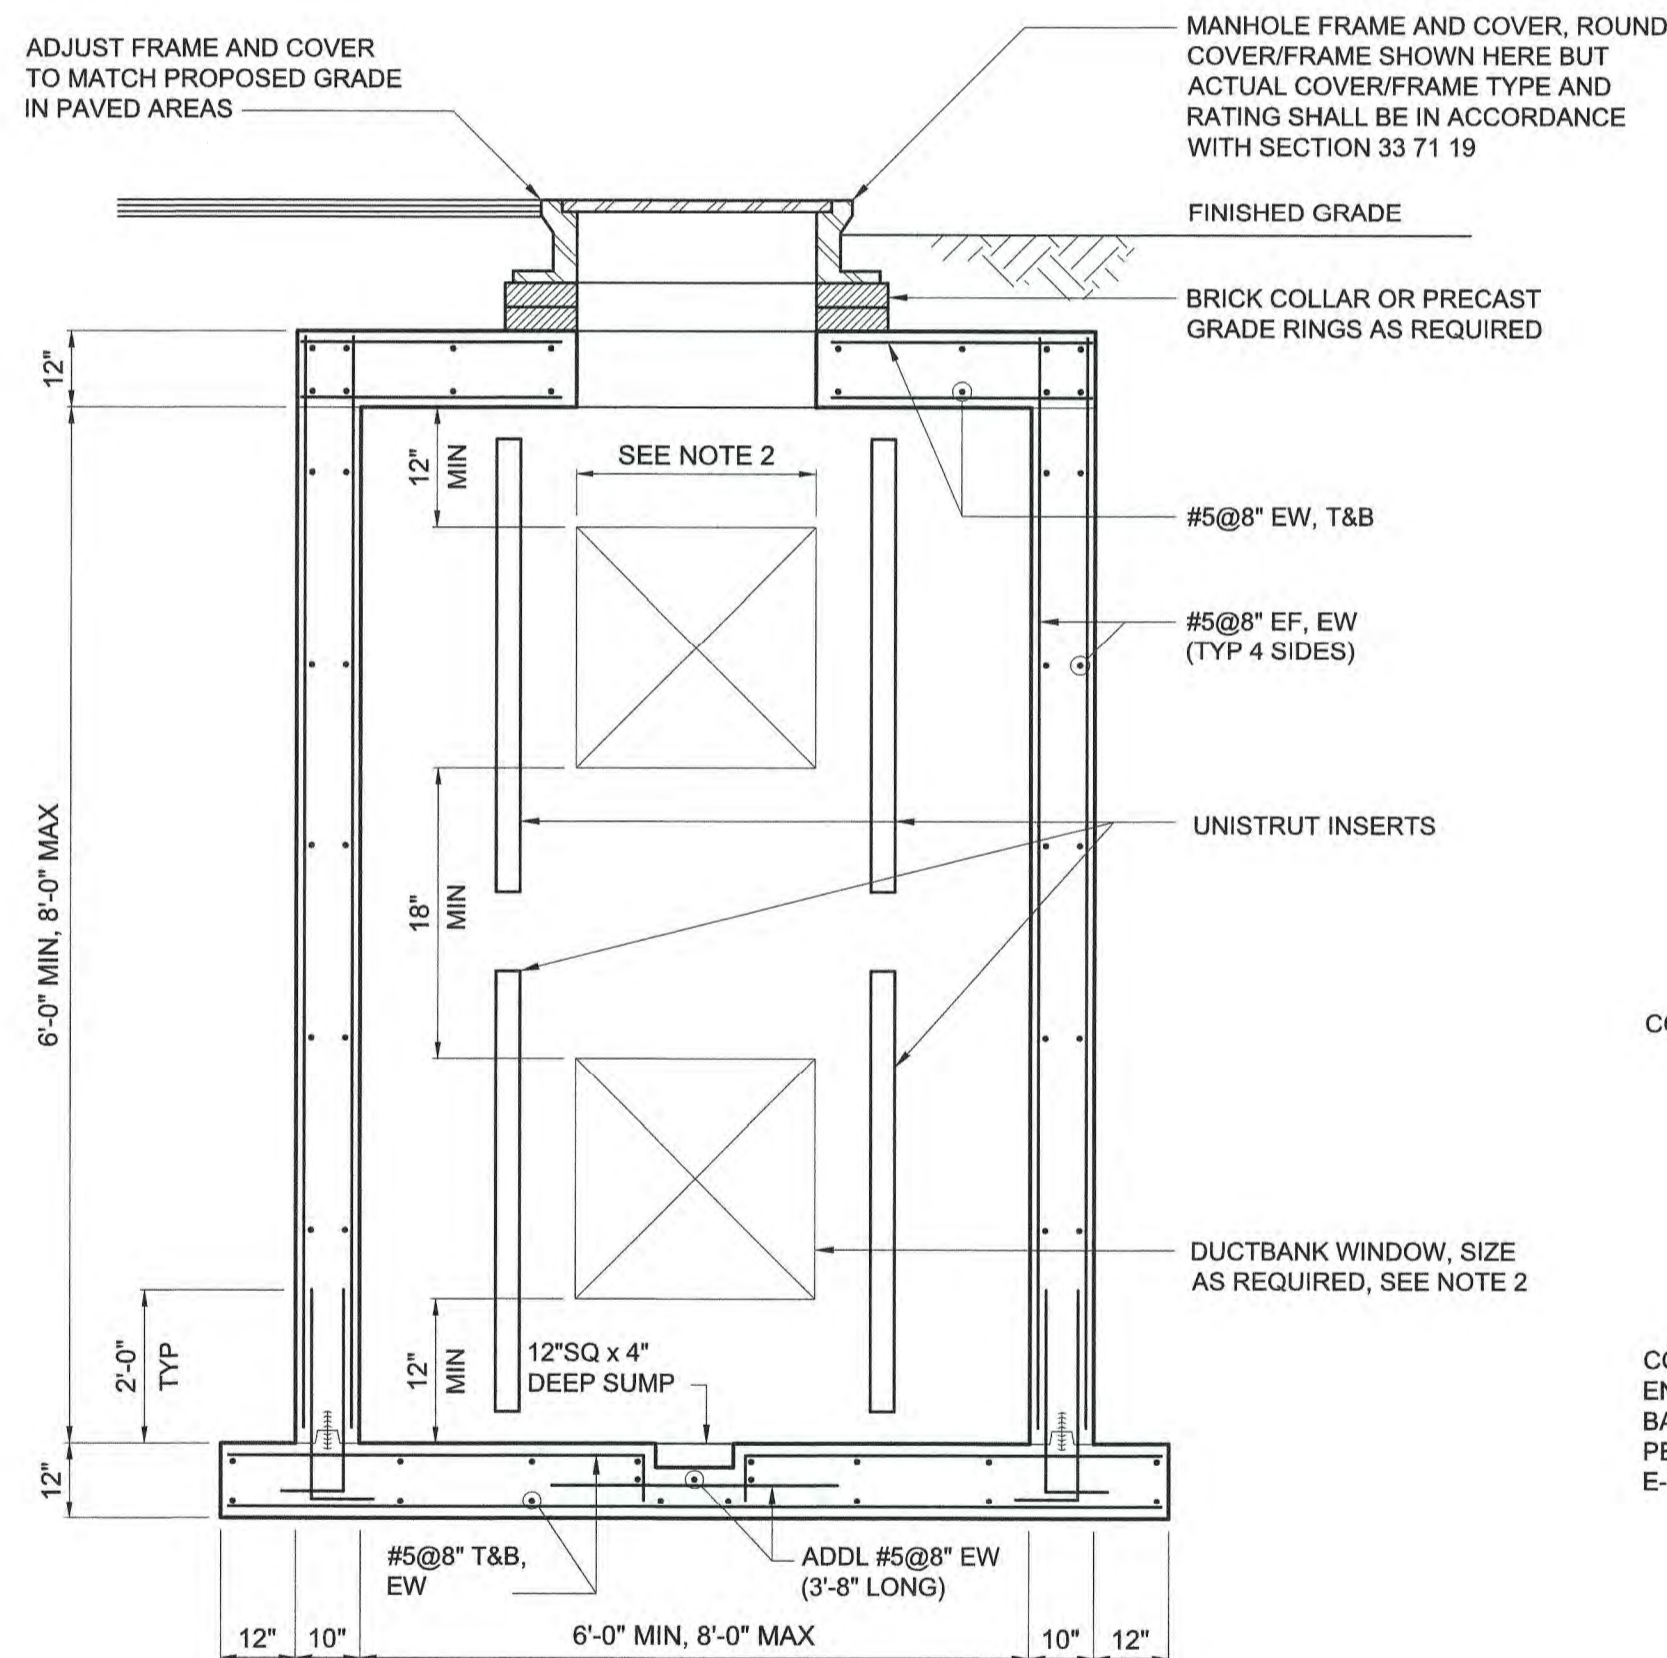 ADJUST FRAME AND COVER
TO MATCH PROPOSED GRADE
IN PAVED AREAS
MANHOLE FRAME AND COVER, ROUND
COVER/FRAME SHOWN HERE BUT
ACTUAL COVER/FRAME TYPE AND
RATING SHALL BE IN ACCORDANCE
WITH SECTION 33 71 19
FINISHED GRADE
BRICK COLLAR OR PRECAST
GRADE RINGS AS REQUIRED
12"
12"
MIN
SEE NOTE 2
#5@8" EW, T&B
#5@8" EF, EW
(TYP 4 SIDES)
UNISTRUT INSERTS
18"
MIN
6'-0" MIN, 8'-0" MAX
DUCTBANK WINDOW, SIZE
AS REQUIRED, SEE NOTE 2
2'-0"
TYP
12"
MIN
12"SQ x 4"
DEEP SUMP
12"
#5@8" T&B,
EW
ADDL #5@8" EW
(3'-8" LONG)
12" 10" 6'-0" MIN, 8'-0" MAX 10" 12"
E-